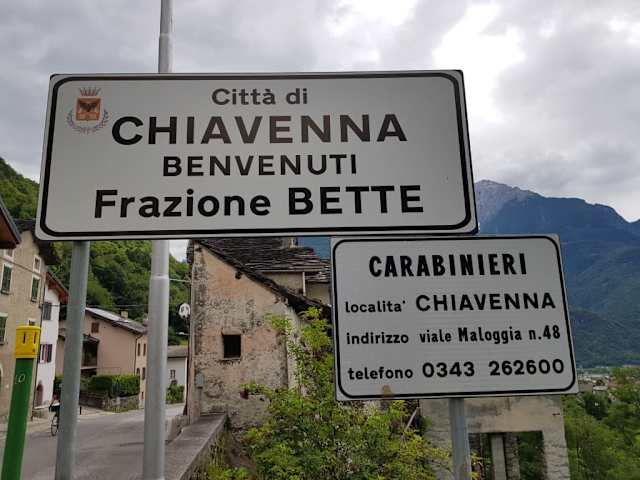 Città di
CHIAVENNA
BENVENUTI
Frazione BETTE
CARABINIERI
localita' CHIAVENNA
indirizzo viale Maloggia n.48
telefono 0343 262600